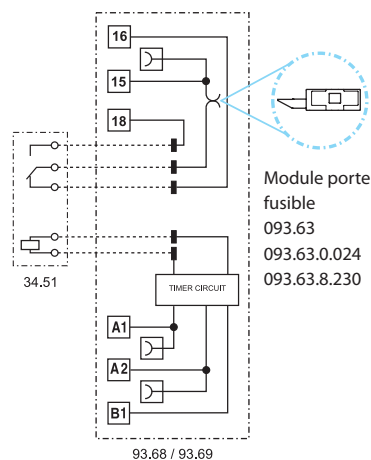 16
15
18
34.51
TIMER CIRCUIT
A1
A2
B1
93.68 / 93.69
Module porte
fusible
093.63
093.63.0.024
093.63.8.230